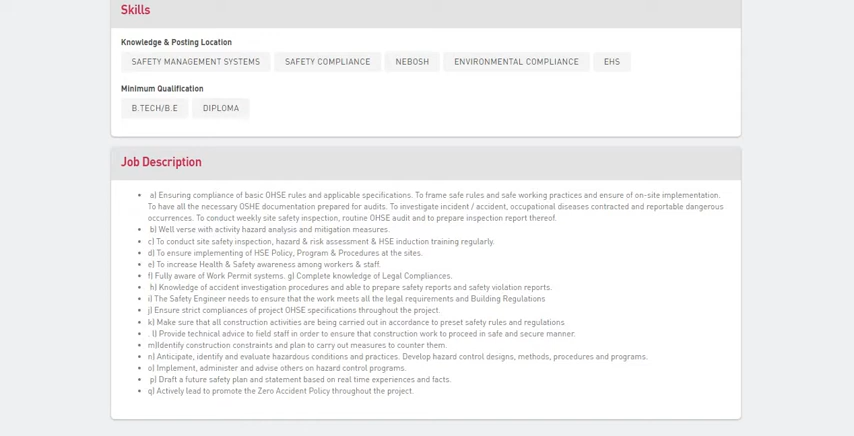 Skills
Knowledge & Posting Location
SAFETY MANAGEMENT SYSTEMS SAFETY COMPLIANCE NEBOSH ENVIRONMENTAL COMPLIANCE EHS
Minimum Qualification
B.TECH/B.E DIPLOMA
Job Description
a) Ensuring compliance of basic OHSE rules and applicable specifications. To frame safe rules and safe working practices and ensure of on-site implementation.
To have all the necessary OSHE documentation prepared for audits. To investigate incident / accident, occupational diseases contracted and reportable dangerous
occurrences. To conduct weekly site safety inspection, routine OHSE audit and to prepare inspection report thereof.
b) Well verse with activity hazard analysis and mitigation measures.
c) To conduct site safety inspection, hazard & risk assessment & HSE induction training regularly.
d) To ensure implementing of HSE Policy, Program & Procedures at the sites.
e) To increase Health & Safety awareness among workers & staff.
f) Fully aware of Work Permit systems. g) Complete knowledge of Legal Compliances.
h) Knowledge of accident investigation procedures and able to prepare safety reports and safety violation reports.
i) The Safety Engineer needs to ensure that the work meets all the legal requirements and Building Regulations
j) Ensure strict compliances of project OHSE specifications throughout the project.
k) Make sure that all construction activities are being carried out in accordance to preset safety rules and regulations
. l) Provide technical advice to field staff in order to ensure that construction work to proceed in safe and secure manner.
m)Identify construction constraints and plan to carry out measures to counter them.
n) Anticipate, identify and evaluate hazardous conditions and practices. Develop hazard control designs, methods, procedures and programs.
o) Implement, administer and advise others on hazard control programs.
p) Draft a future safety plan and statement based on real time experiences and facts.
q) Actively lead to promote the Zero Accident Policy throughout the project.